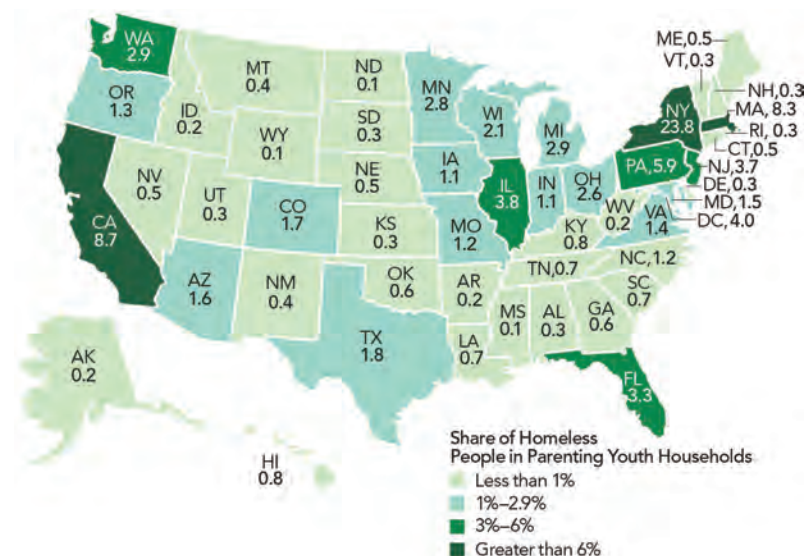 WA
2.9
OR
1.3
CA
8.7
NV
0.5
ID
0.2
MT
0.4
WY
0.1
UT
0.3
CO
1.7
AZ
1.6
NM
0.4
ND
0.1
SD
0.3
NE
0.5
KS
0.3
OK
0.6
TX
1.8
MN
2.8
IA
1.1
MO
1.2
AR
0.2
LA
0.7
WI
2.1
IL
3.8
MI
2.9
IN
1.1
OH
2.6
KY
0.8
TN,0.7
MS
0.1
AL
0.3
GA
0.6
FL
3.3
SC
0.7
NC,1.2
WV
0.2
VA
1.4
PA,5.9
NY
23.8
ME,0.5
VT,0.3
NH,0.3
MA, 8.3
RI, 0.3
CT,0.5
NJ,3.7
DE,0.3
MD, 1.5
DC, 4.0
AK
0.2
HI
0.8
Share of Homeless
People in Parenting Youth Households
Less than 1%
1%–2.9%
3%–6%
Greater than 6%